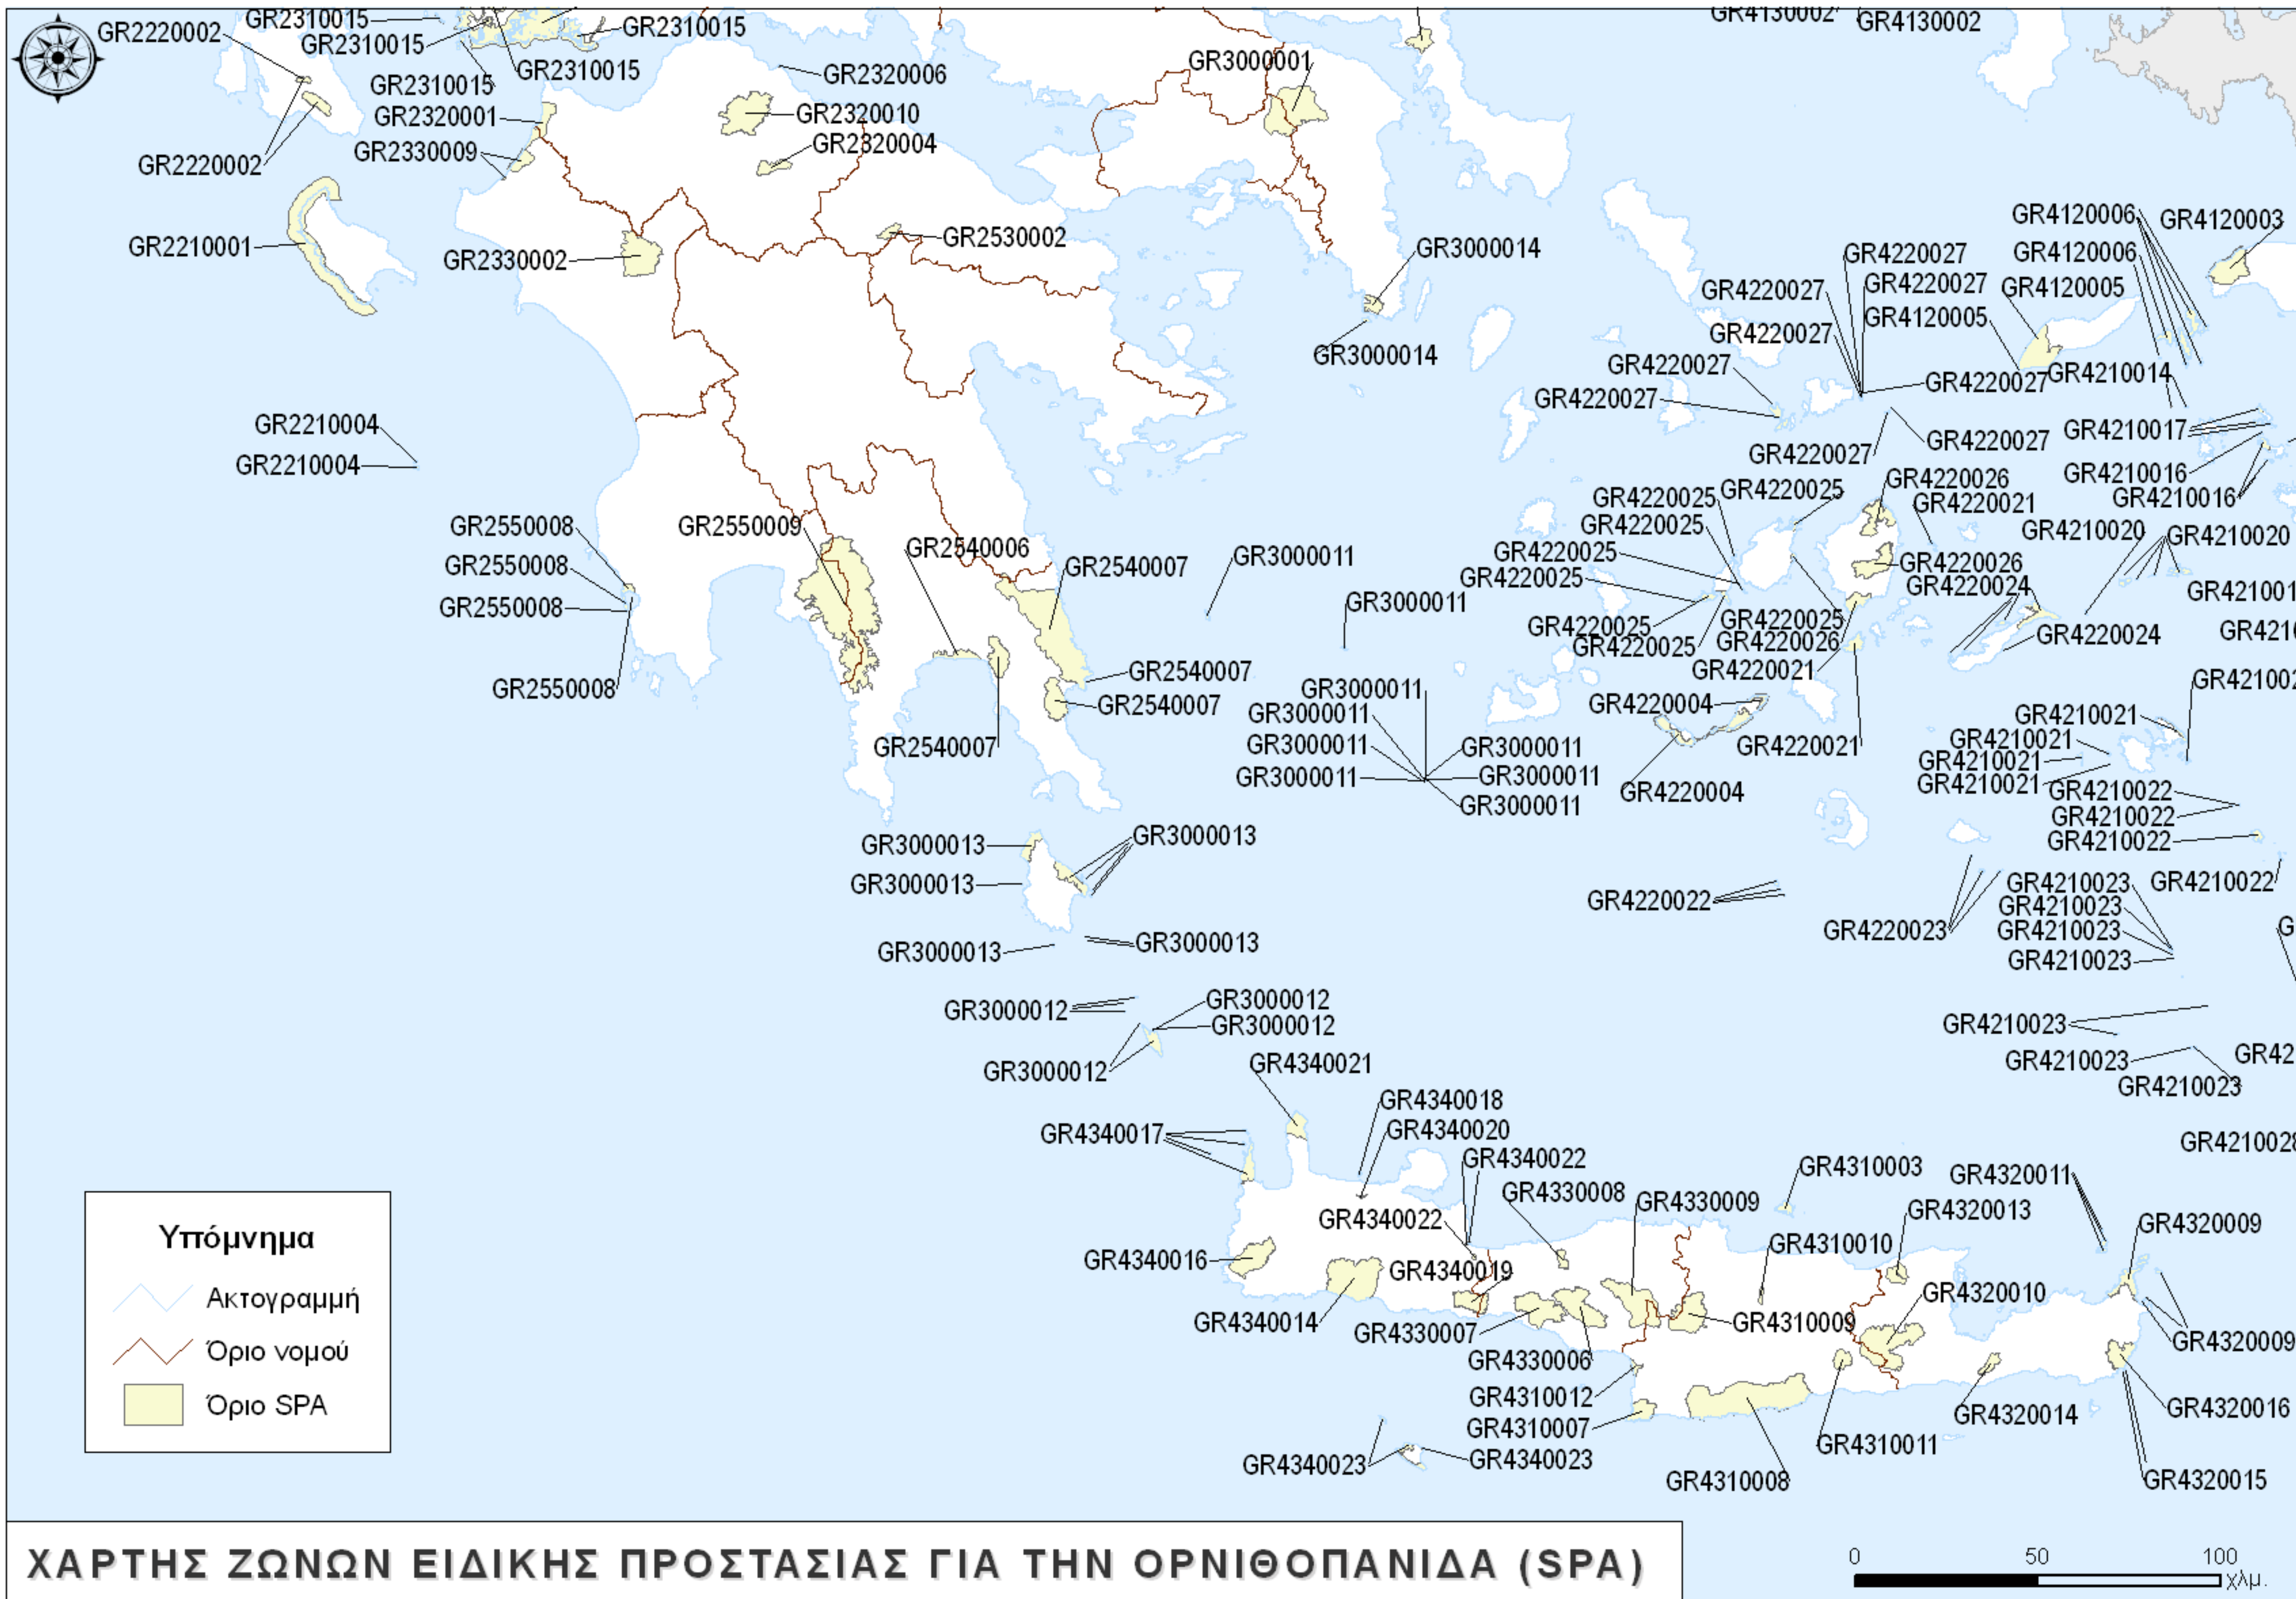 GR2310015
GR4130002
GR4130002
GR2220002
GR2310015
GR2310015
GR2310015
GR3000001
GR2310015
GR2320006
GR2320001
GR2320010
GR2330009
GR2320004
GR2220002
GR2210001
GR2330002
GR2530002
GR3000014
GR3000014
GR4120006
GR4120003
GR4120006
GR4220027
GR4220027
GR4220027
GR4120005
GR4220027
GR4120005
GR4220027
GR4220027
GR4220027
GR4210014
GR4220027
GR4220027
GR4210017
GR4210016
GR4210016
GR2210004
GR2210004
GR2550008
GR2550008
GR2550008
GR2550008
GR2550009
GR2540006
GR2540007
GR2540007
GR2540007
GR2540007
GR3000011
GR3000011
GR3000011
GR3000011
GR3000011
GR3000011
GR3000011
GR3000011
GR3000011
GR4220025
GR4220025
GR4220025
GR4220025
GR4220025
GR4220025
GR4220025
GR4220025
GR4220026
GR4220021
GR4220026
GR4220024
GR4220026
GR4220021
GR4220024
GR4220004
GR4220004
GR4220021
GR4210020
GR4210020
GR421001
GR421
GR421002
GR4210021
GR4210021
GR4210021
GR4210021
GR4210022
GR4210022
GR4210022
GR4210022
GR3000013
GR3000013
GR3000013
GR3000013
GR3000013
GR4220022
GR4220023
GR4210023
GR4210023
GR4210023
GR4210023
G
GR4210023
GR4210023
GR4210023
GR42
GR3000012
GR3000012
GR3000012
GR3000012
GR4340021
GR4340018
GR4340020
GR4340017
GR4340022
GR4330008
GR4330009
GR4340022
GR4310003
GR4320011
GR4210028
GR4320013
GR4320009
GR4340016
GR4340019
GR4310010
GR4320010
GR4340014
GR4330007
GR4310009
GR4320009
GR4330006
GR4310012
GR4310007
GR4320014
GR4320016
GR4310011
GR4340023
GR4340023
GR4310008
GR4320015
Υπόμνημα
Ακτογραμμή
Όριο νομού
Όριο SPA
ΧΑΡΤΗΣ ΖΩΝΩΝ ΕΙΔΙΚΗΣ ΠΡΟΣΤΑΣΙΑΣ ΓΙΑ ΤΗΝ ΟΡΝΙΘΟΠΑΝΙΔΑ (SPA)
0 50 100
χλμ.